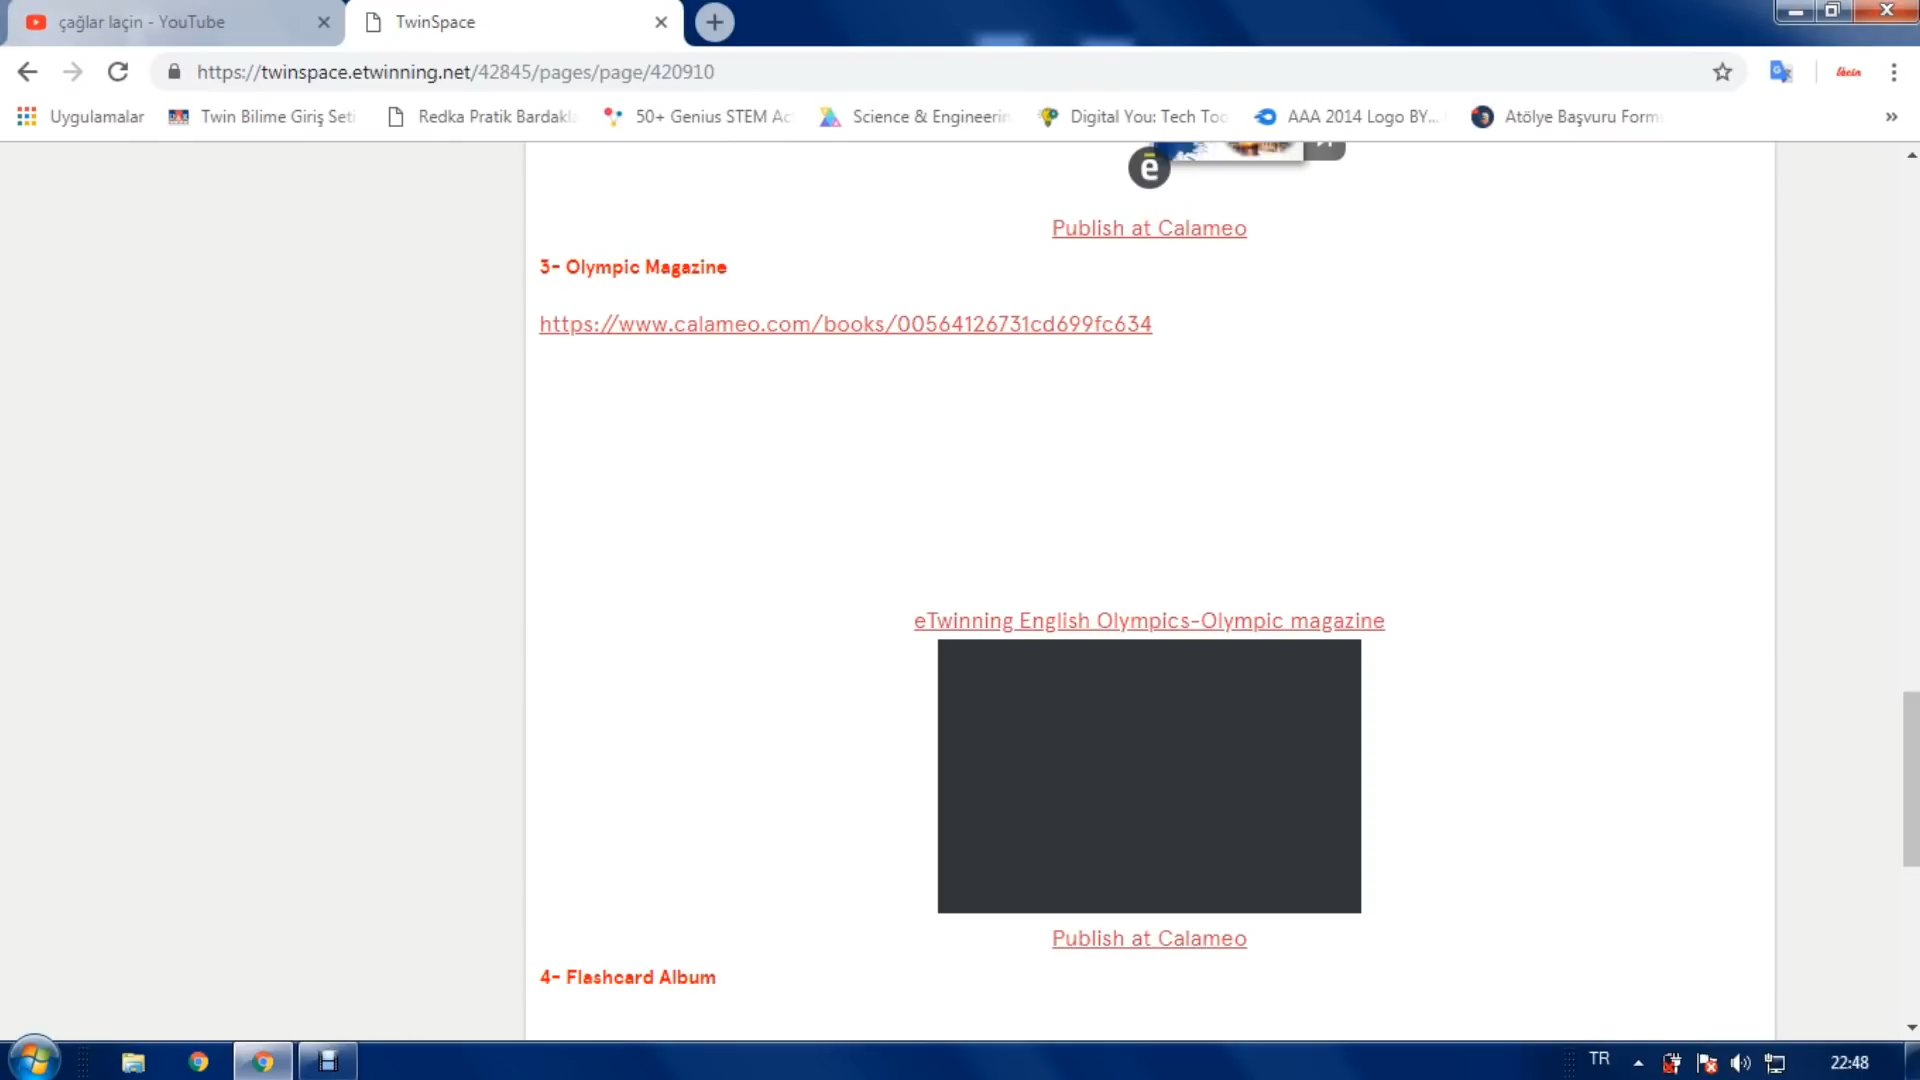 çağlar laçin - YouTube
TwinSpace
https://twinspace.etwinning.net/42845/pages/page/420910
Uygulamalar
Twin Bilime Giriş Seti
Redka Pratik Bardakl
50+ Genius STEM Ac
Science & Engineerin
Digital You: Tech Too
AAA 2014 Logo BY...
Atölye Başvuru Form
Publish at Calameo
3- Olympic Magazine
https://www.calameo.com/books/00564126731cd699fc634
eTwinning English Olympics-Olympic magazine
Publish at Calameo
4- Flashcard Album
TR
22:48